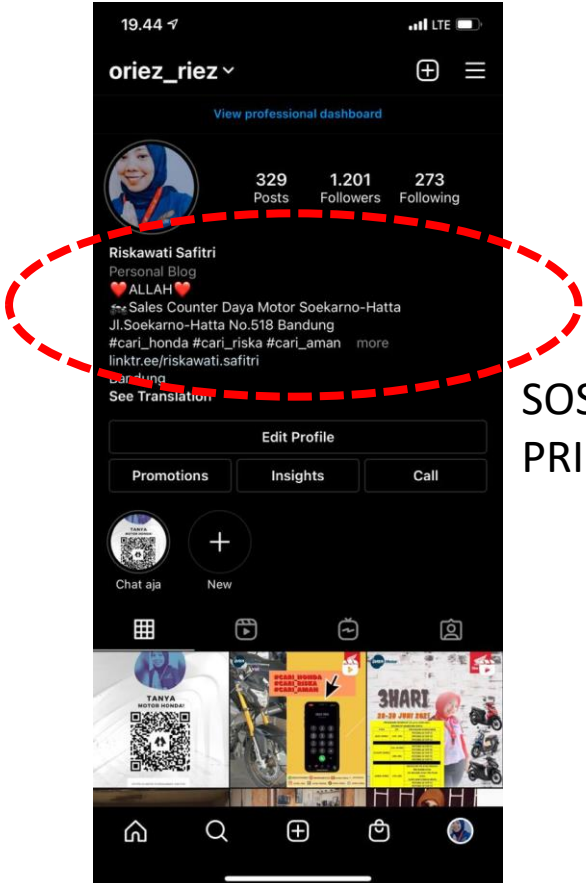 19.44
LTE
oriez_riez
View professional dashboard
329 1.201 273
Posts Followers Following
Riskawati Safitri
Personal Blog
❤️ALLAH❤️
🏍Sales Counter Daya Motor Soekarno-Hatta
Jl.Soekarno-Hatta No.518 Bandung
#cari_honda #cari_riska #cari_aman more
linktr.ee/riskawati.safitri
Bandung
See Translation
SOS
PRI
Edit Profile
Promotions Insights Call
Chat aja New
TANYA
MOTOR HONDA!
TANYA
MOTOR HONDA!
#CARI_HONDA
#CARI_RISKA
#CARI_AMAN
3HARI